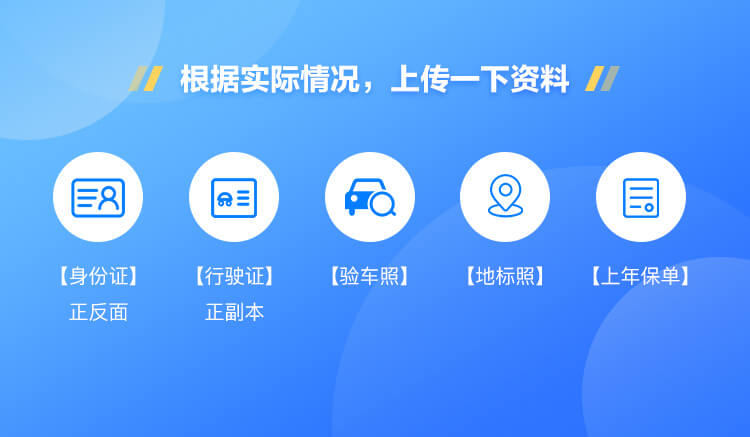 根据实际情况，上传一下资料
【身份证】 【行驶证】 【验车照】 【地标照】 【上年保单】
正反面 正副本